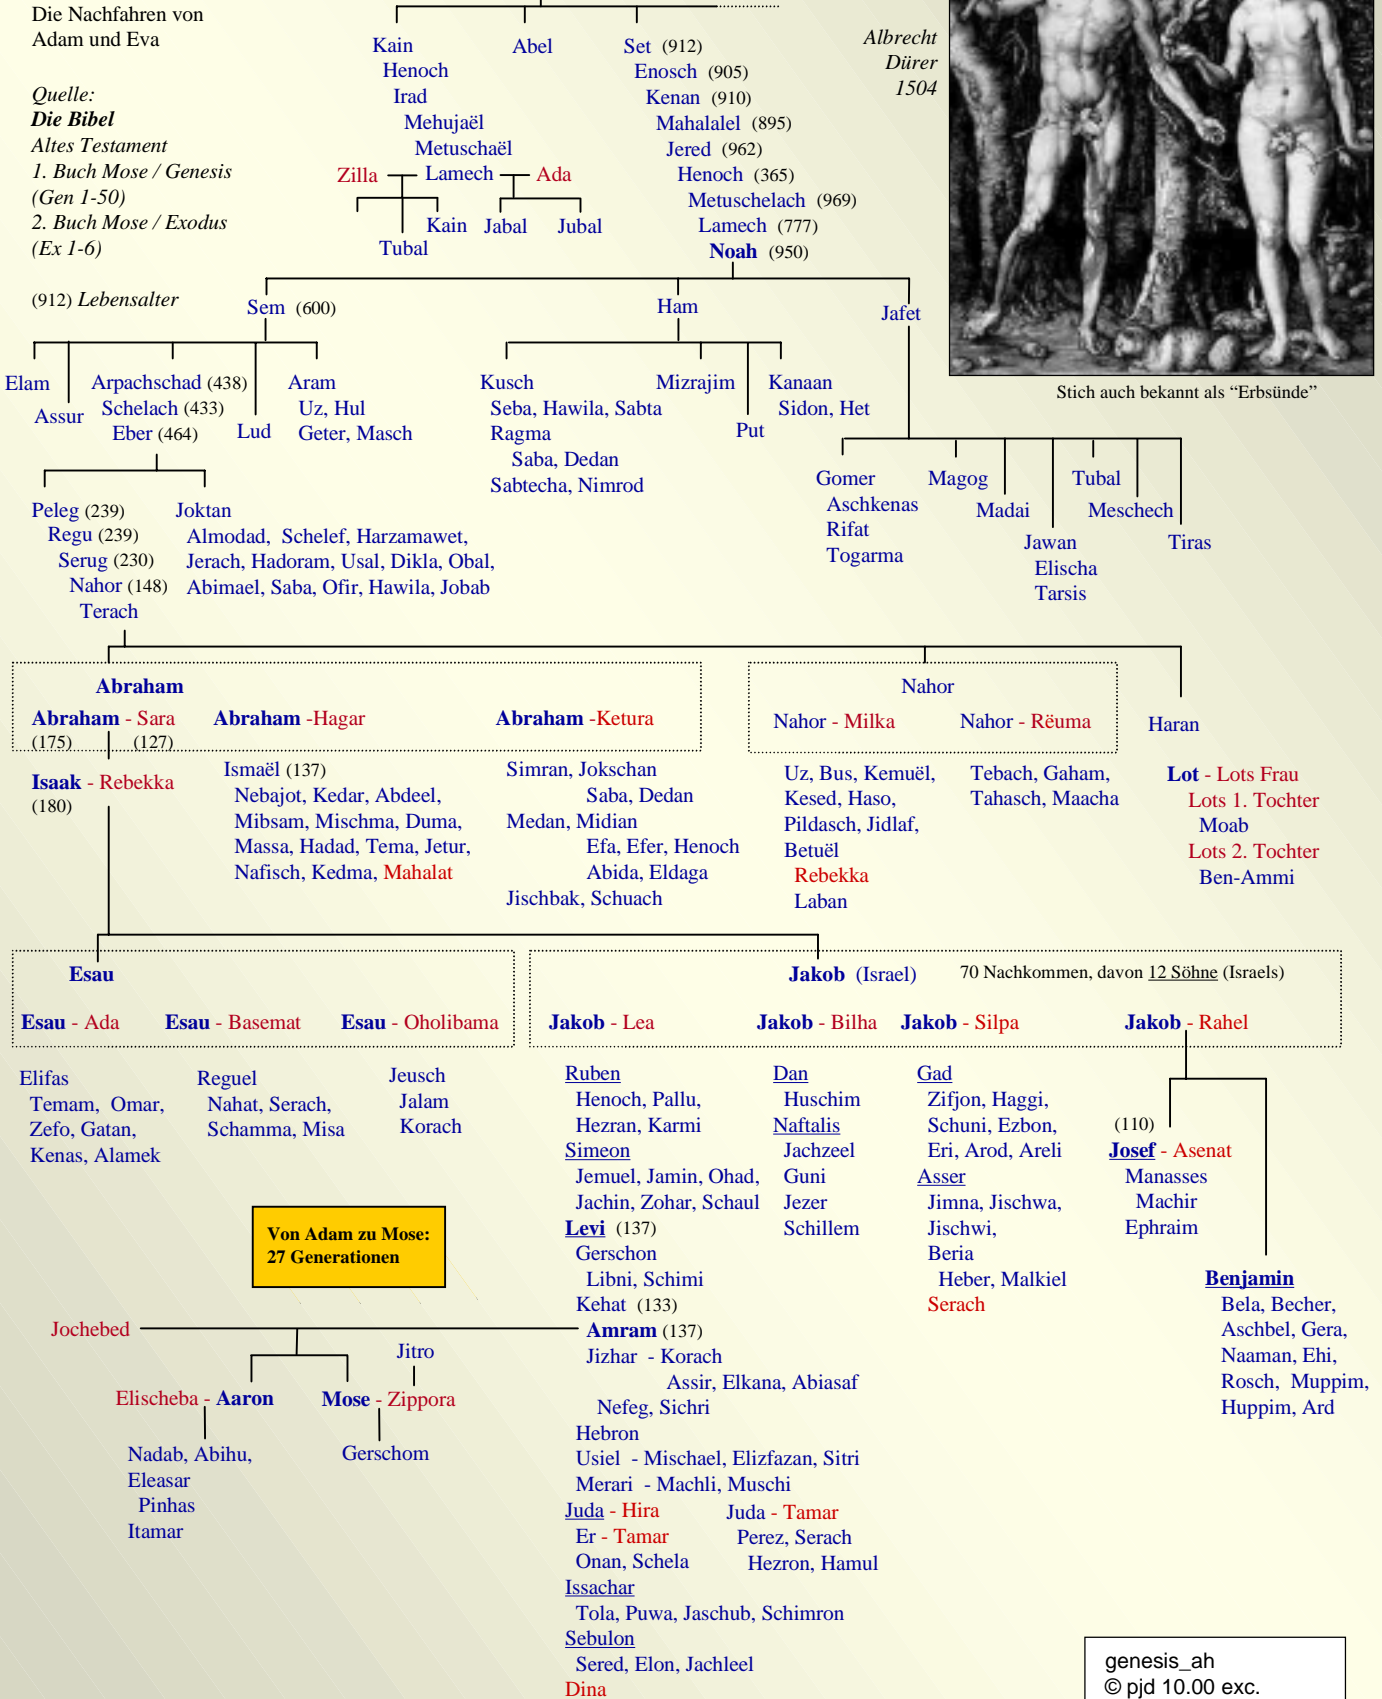 Die Nachfahren von
Adam und Eva
Quelle:
Die Bibel
Altes Testament
1. Buch Mose / Genesis
(Gen 1-50)
2. Buch Mose / Exodus
(Ex 1-6)
(912) Lebensalter
Kain Abel Set (912)
Henoch Enosch (905)
Irad Kenan (910)
Mehujaël Mahalalel (895)
Metuschaël Jered (962)
Zilla Lamech Ada Henoch (365)
Metuschelach (969)
Kain Jabal Jubal Lamech (777)
Tubal Noah (950)
Albrecht
Dürer
1504
Stich auch bekannt als “Erbsünde”
Sem (600) Ham Jafet
Elam Arpachschad (438) Aram
Assur Schelach (433) Uz, Hul
Eber (464) Lud Geter, Masch
Kusch Mizrajim Kanaan
Seba, Hawila, Sabta Sidon, Het
Ragma Put
Saba, Dedan
Sabtecha, Nimrod
Gomer Magog Tubal
Aschkenas Madai Meschech
Rifat Jawan Tiras
Togarma Elischa
Tarsis
Peleg (239) Joktan
Regu (239) Almodad, Schelef, Harzamawet,
Serug (230) Jerach, Hadoram, Usal, Dikla, Obal,
Nahor (148) Abimael, Saba, Ofir, Hawila, Jobab
Terach
Abraham Nahor
Abraham - Sara Abraham -Hagar Abraham -Ketura Nahor - Milka Nahor - Rëuma Haran
(175) (127)
Isaak - Rebekka
(180)
Ismaël (137)
Nebajot, Kedar, Abdeel,
Mibsam, Mischma, Duma,
Massa, Hadad, Tema, Jetur,
Nafisch, Kedma, Mahalat
Simran, Jokschan
Saba, Dedan
Medan, Midian
Efa, Efer, Henoch
Abida, Eldaga
Jischbak, Schuach
Uz, Bus, Kemuël,
Kesed, Haso,
Pildasch, Jidlaf,
Betuël
Rebekka
Laban
Tebach, Gaham,
Tahasch, Maacha
Lot - Lots Frau
Lots 1. Tochter
Moab
Lots 2. Tochter
Ben-Ammi
Esau Jakob (Israel) 70 Nachkommen, davon 12 Söhne (Israels)
Esau - Ada Esau - Basemat Esau - Oholibama Jakob - Lea Jakob - Bilha Jakob - Silpa Jakob - Rahel
Elifas
Temam, Omar,
Zefo, Gatan,
Kenas, Alamek
Reguel
Nahat, Serach,
Schamma, Misa
Jeusch
Jalam
Korach
Ruben
Henoch, Pallu,
Hezran, Karmi
Simeon
Jemuel, Jamin, Ohad,
Jachin, Zohar, Schaul
Levi (137)
Gerschon
Libni, Schimi
Kehat (133)
Amram (137)
Jizhar - Korach
Assir, Elkana, Abiasaf
Nefeg, Sichri
Hebron
Usiel - Mischael, Elizfazan, Sitri
Merari - Machli, Muschi
Juda - Hira Juda - Tamar
Er - Tamar Perez, Serach
Onan, Schela Hezron, Hamul
Issachar
Tola, Puwa, Jaschub, Schimron
Sebulon
Sered, Elon, Jachleel
Dina
Dan
Huschim
Naftalis
Jachzeel
Guni
Jezer
Schillem
Gad
Zifjon, Haggi,
Schuni, Ezbon,
Eri, Arod, Areli
Asser
Jimna, Jischwa,
Jischwi,
Beria
Heber, Malkiel
Serach
(110)
Josef - Asenat
Manasses
Machir
Ephraim
Benjamin
Bela, Becher,
Aschbel, Gera,
Naaman, Ehi,
Rosch, Muppim,
Huppim, Ard
Von Adam zu Mose:
27 Generationen
Jochebed
Jitro
Elischeba - Aaron Mose - Zippora
Nadab, Abihu, Gerschom
Eleasar
Pinhas
Itamar
genesis_ah
© pjd 10.00 exc.